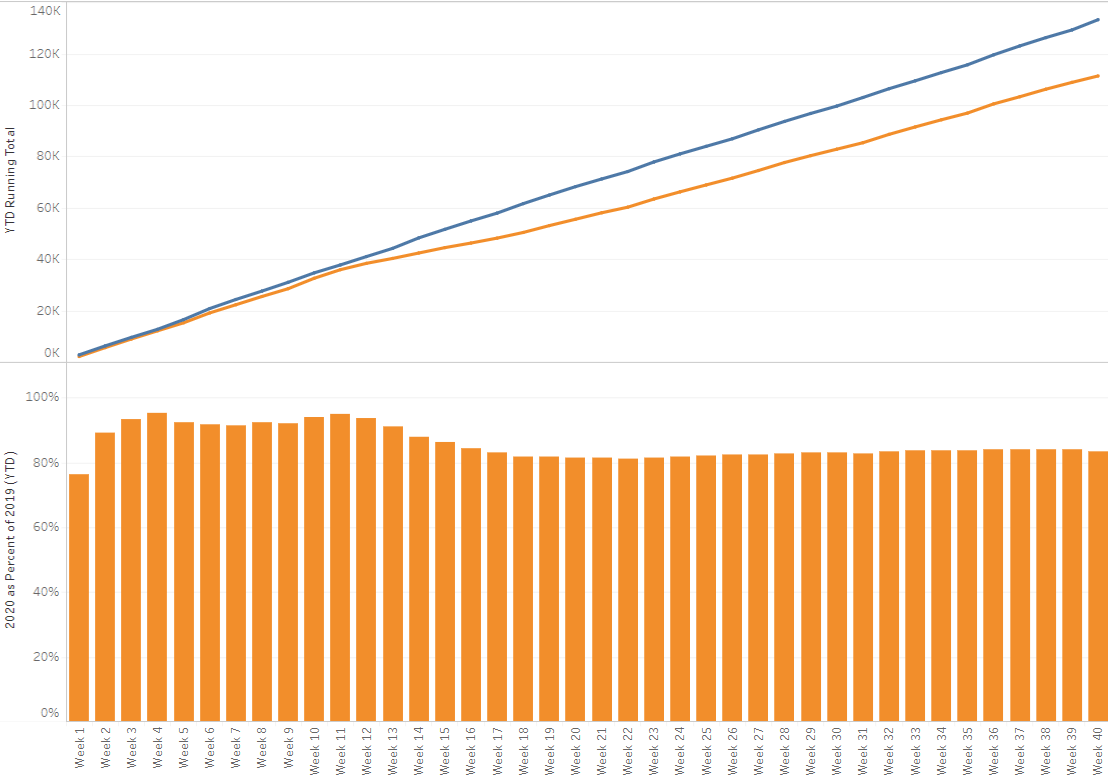 140K
120K
100K
80K
60K
40K
20K
0K
YTD Running Total
100%
80%
60%
40%
20%
0%
2020 as Percent of 2019 (YTD)
Week 1
Week 2
Week 3
Week 4
Week 5
Week 6
Week 7
Week 8
Week 9
Week 10
Week 11
Week 12
Week 13
Week 14
Week 15
Week 16
Week 17
Week 18
Week 19
Week 20
Week 21
Week 22
Week 23
Week 24
Week 25
Week 26
Week 27
Week 28
Week 29
Week 30
Week 31
Week 32
Week 33
Week 34
Week 35
Week 36
Week 37
Week 38
Week 39
Week 40